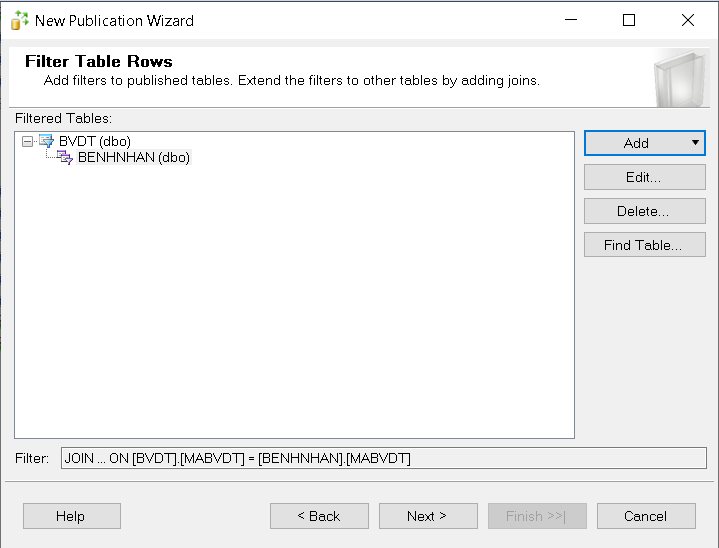 New Publication Wizard
Filter Table Rows
Add filters to published tables. Extend the filters to other tables by adding joins.
Filtered Tables:
BVDT (dbo)
BENHNHAN (dbo)
Add
Edit...
Delete...
Find Table...
Filter: JOIN ... ON [BVDT].[MABVDT] = [BENHNHAN].[MABVDT]
Help < Back Next > Finish >>| Cancel